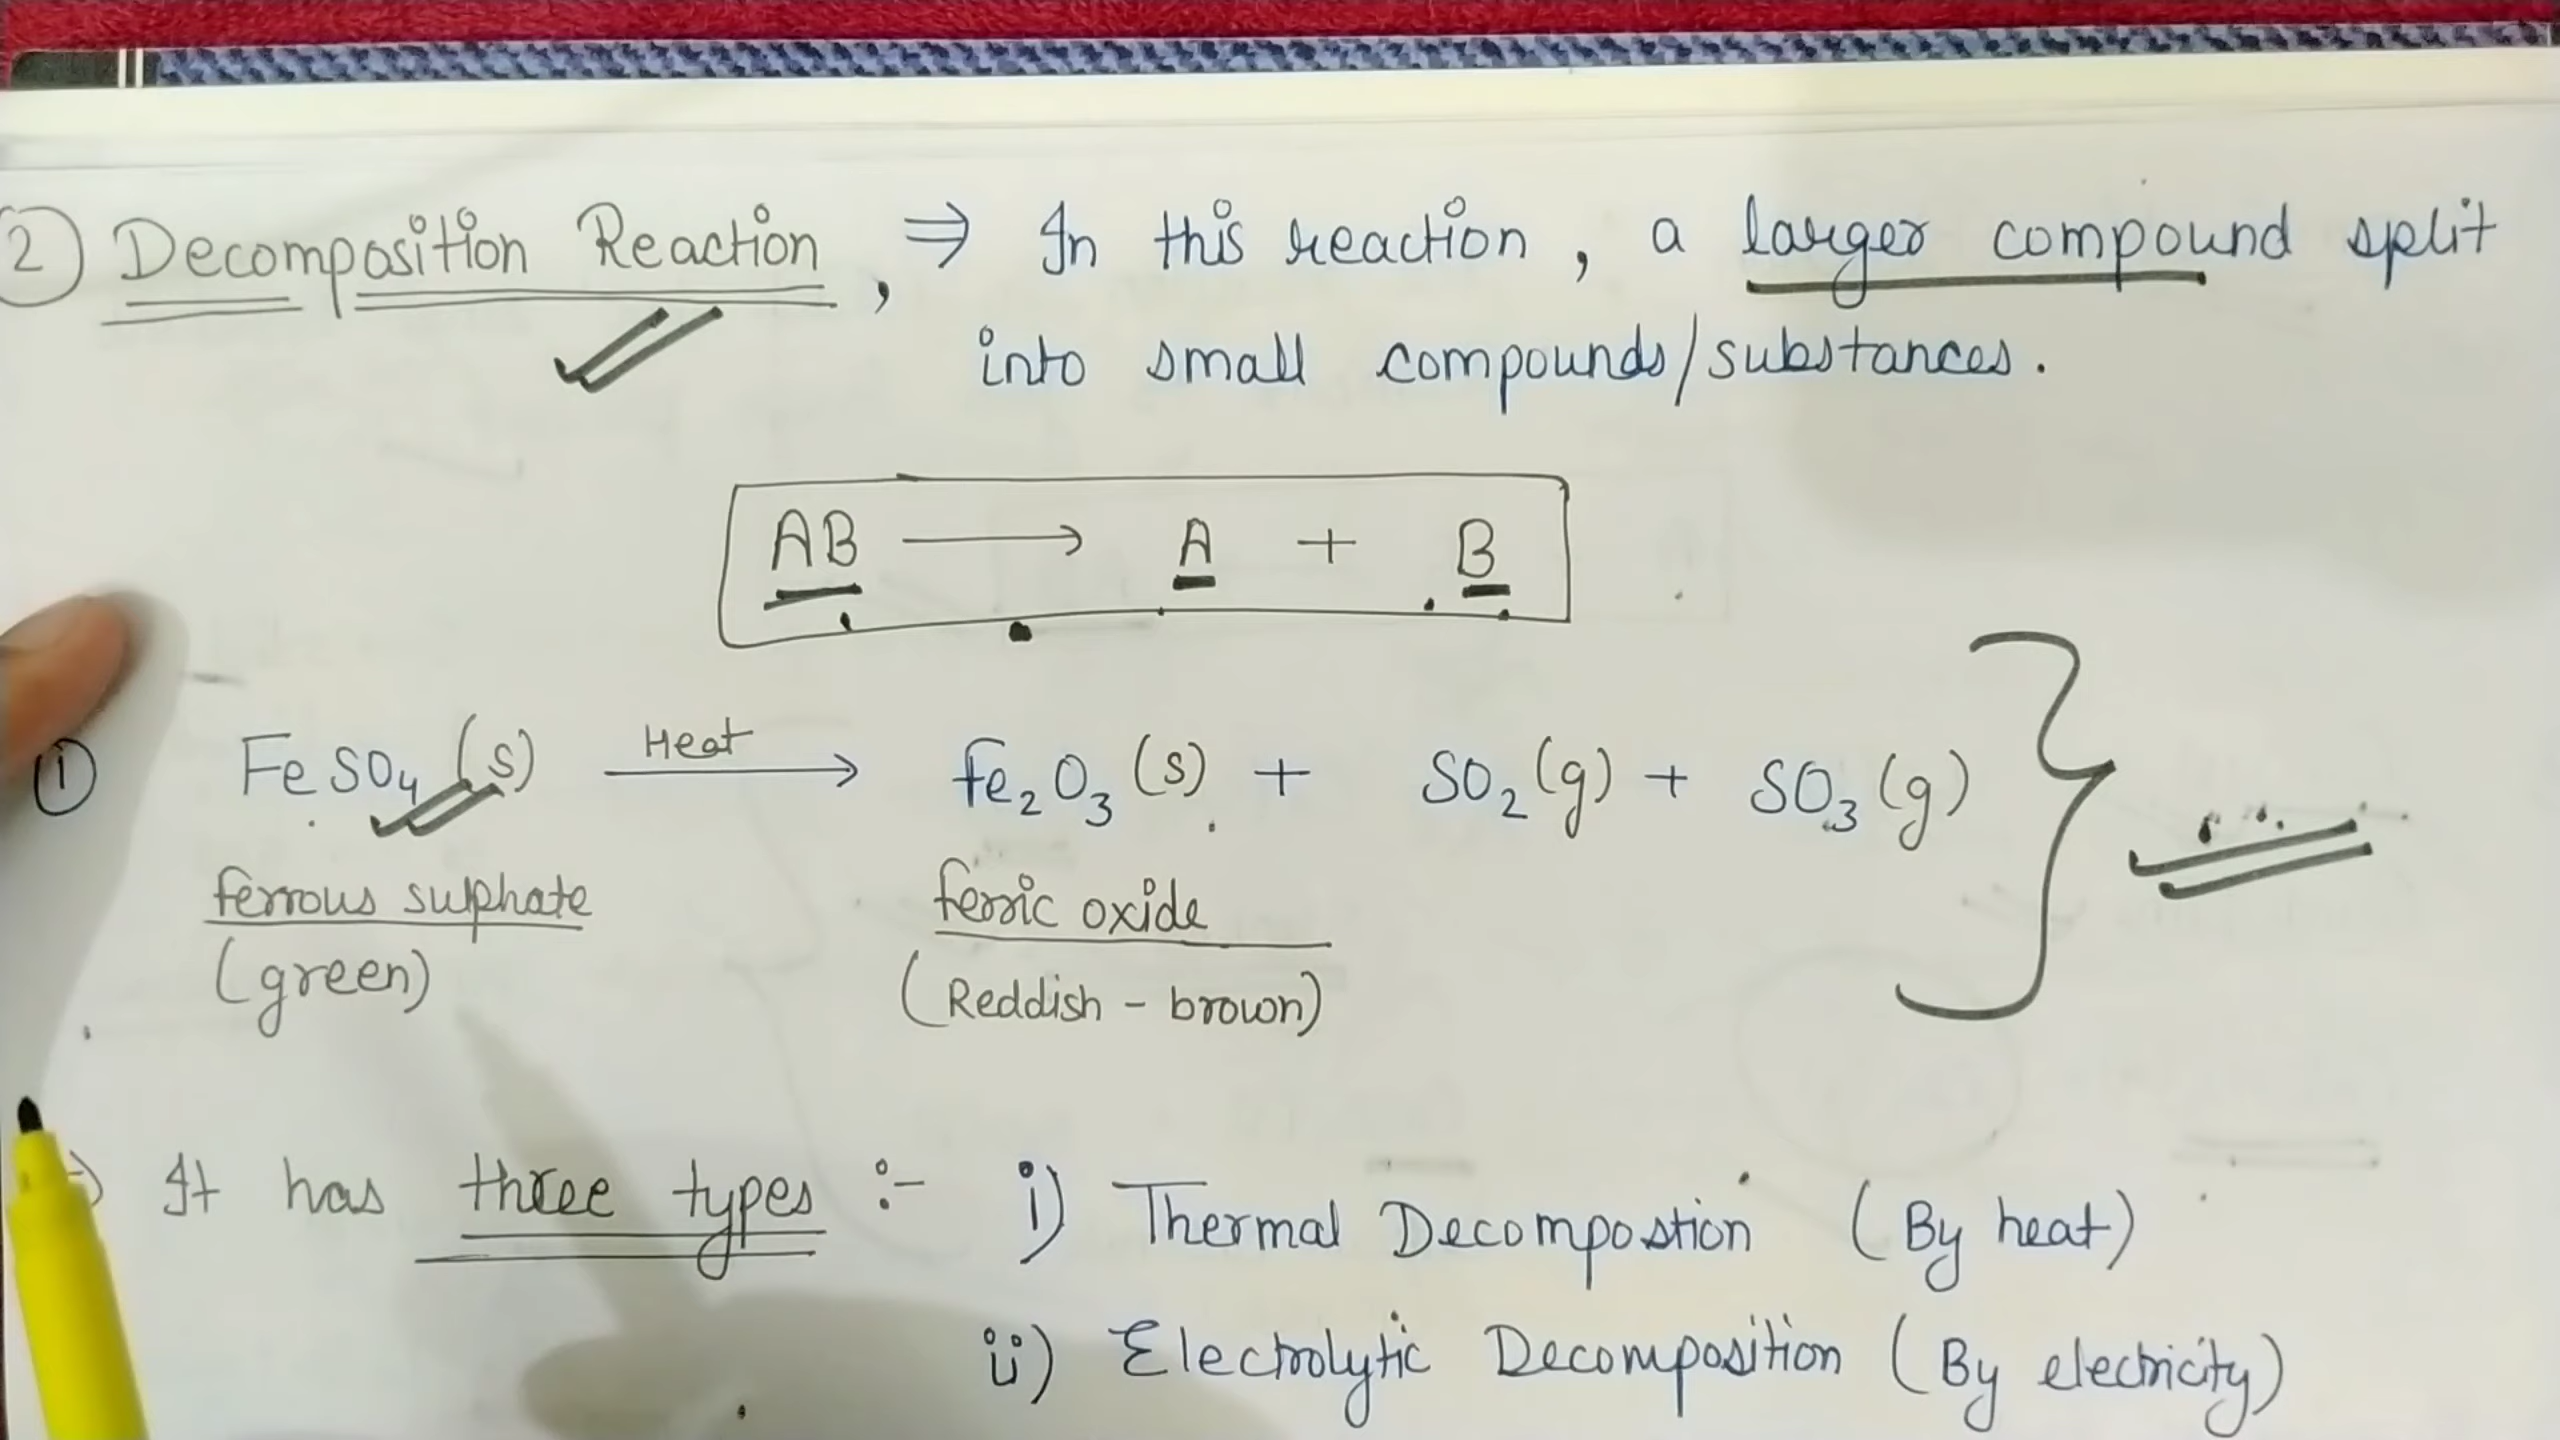 ② Decomposition Reaction, ⇒ In this reaction, a larger compound split
into small compounds/substances.
AB → A + B
① FeSO₄ (s) Heat → Fe₂O₃ (s) + SO₂ (g) + SO₃ (g)
ferrous sulphate ferric oxide
(green) (Reddish - brown)
It has three types :- i) Thermal Decompostion (By heat)
ii) Electrolytic Decomposition (By electricity)